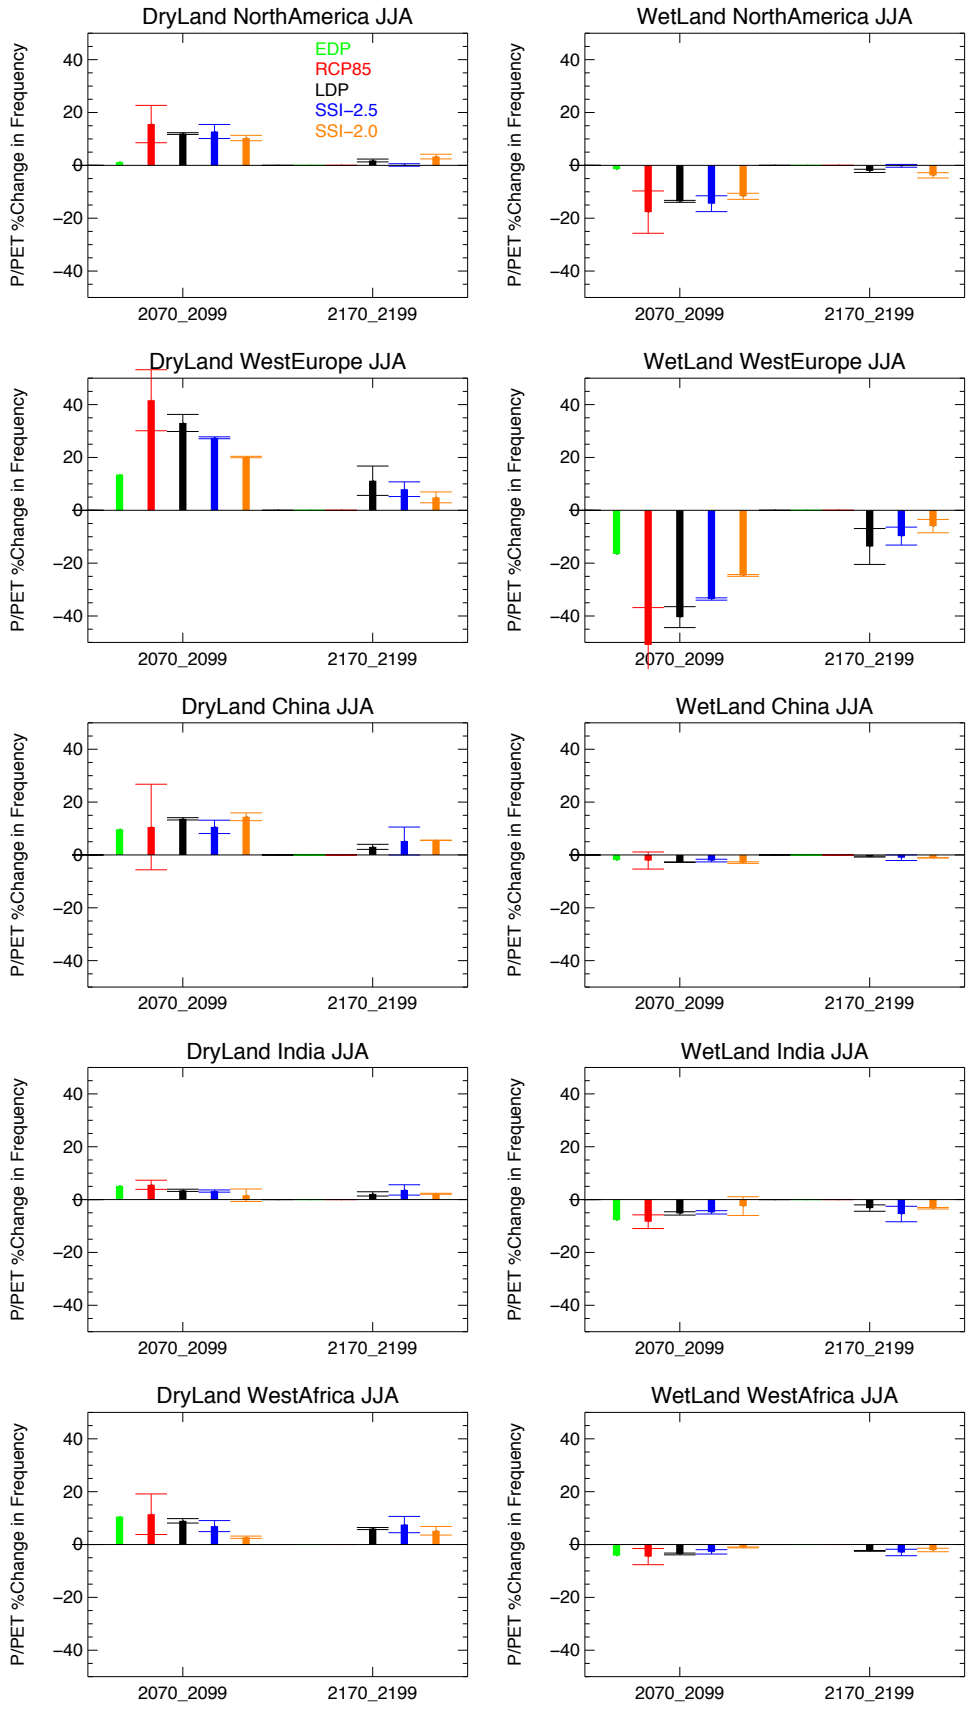 DryLand NorthAmerica JJA
P/PET %Change in Frequency
40
20
0
−20
−40
EDP
RCP85
LDP
SSI−2.5
SSI−2.0
2070_2099
2170_2199
WetLand NorthAmerica JJA
P/PET %Change in Frequency
40
20
0
−20
−40
2070_2099
2170_2199
DryLand WestEurope JJA
P/PET %Change in Frequency
40
20
0
−20
−40
2070_2099
2170_2199
WetLand WestEurope JJA
P/PET %Change in Frequency
40
20
0
−20
−40
2070_2099
2170_2199
DryLand China JJA
P/PET %Change in Frequency
40
20
0
−20
−40
2070_2099
2170_2199
WetLand China JJA
P/PET %Change in Frequency
40
20
0
−20
−40
2070_2099
2170_2199
DryLand India JJA
P/PET %Change in Frequency
40
20
0
−20
−40
2070_2099
2170_2199
WetLand India JJA
P/PET %Change in Frequency
40
20
0
−20
−40
2070_2099
2170_2199
DryLand WestAfrica JJA
P/PET %Change in Frequency
40
20
0
−20
−40
2070_2099
2170_2199
WetLand WestAfrica JJA
P/PET %Change in Frequency
40
20
0
−20
−40
2070_2099
2170_2199